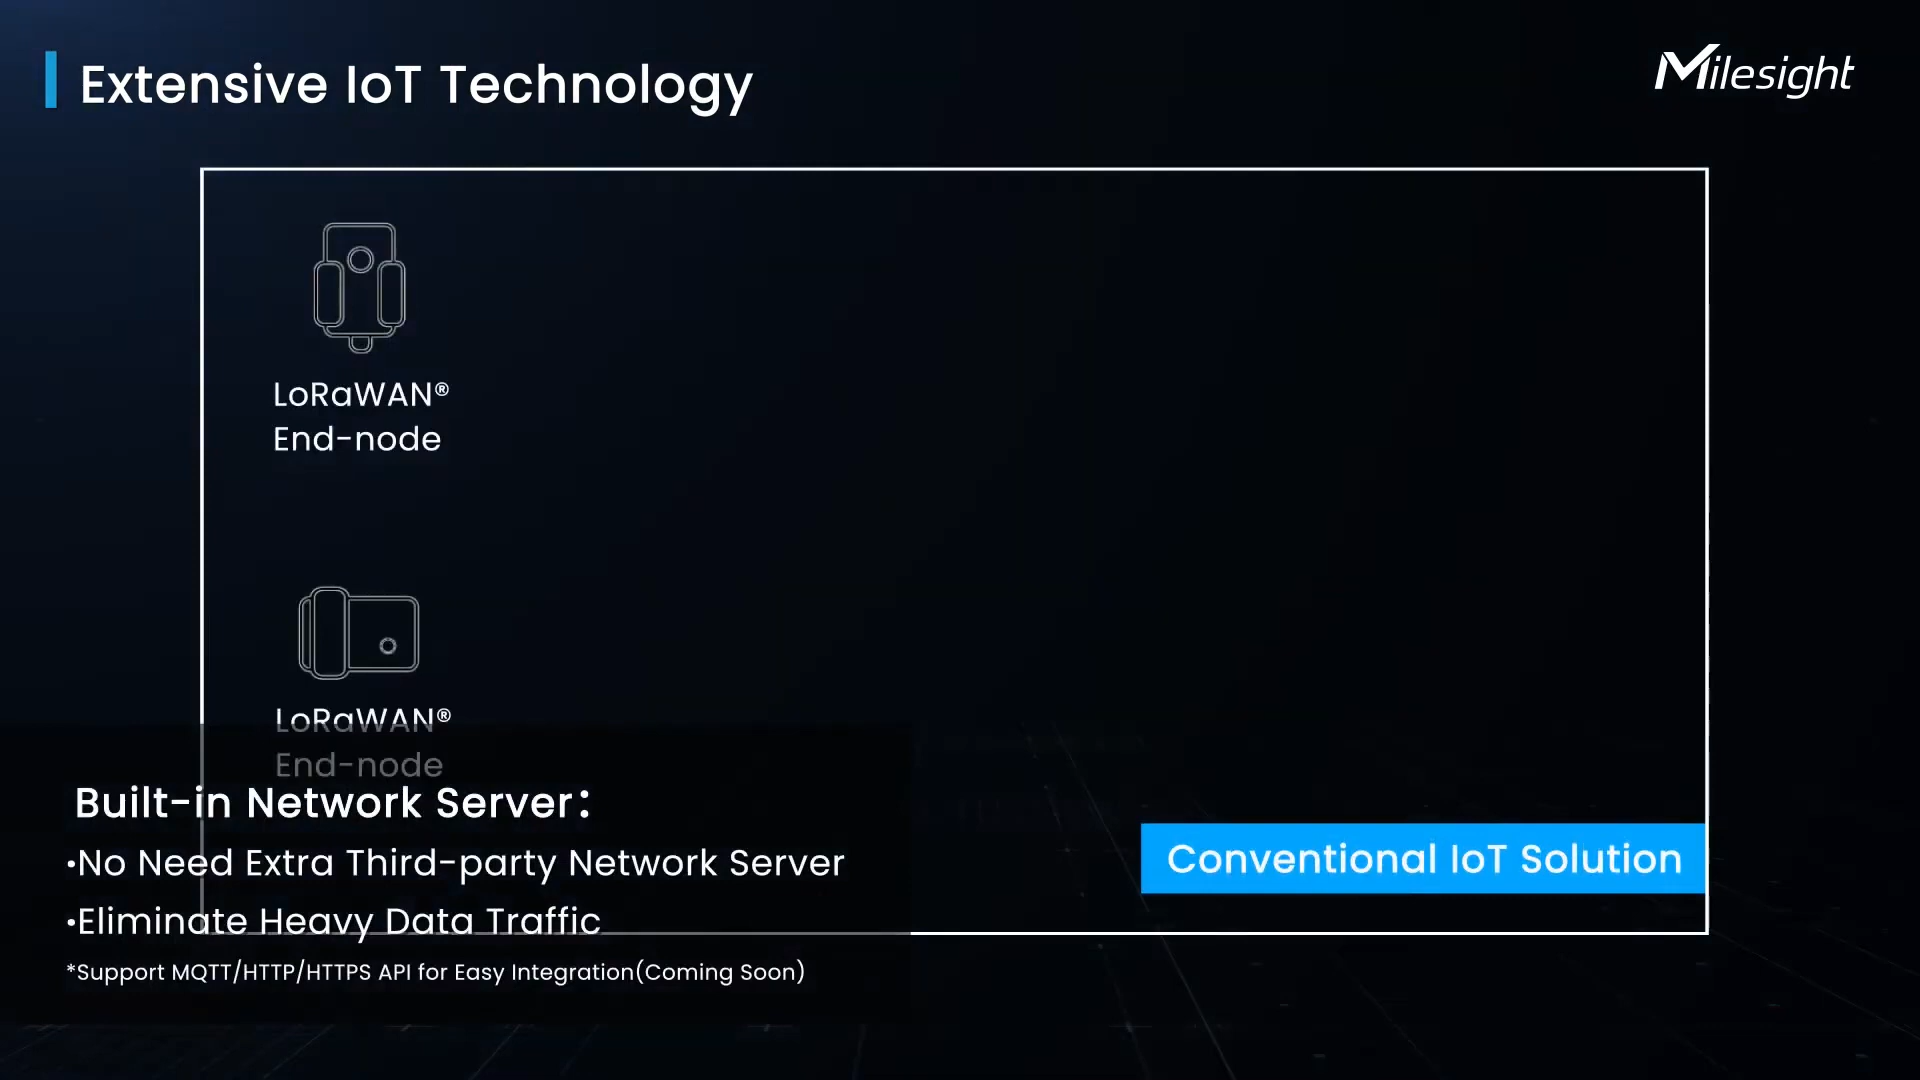 Extensive IoT Technology
Milesight
LoRaWAN®
End-node
LoRaWAN®
End-node
Built-in Network Server:
•No Need Extra Third-party Network Server
•Eliminate Heavy Data Traffic
*Support MQTT/HTTP/HTTPS API for Easy Integration(Coming Soon)
Conventional IoT Solution